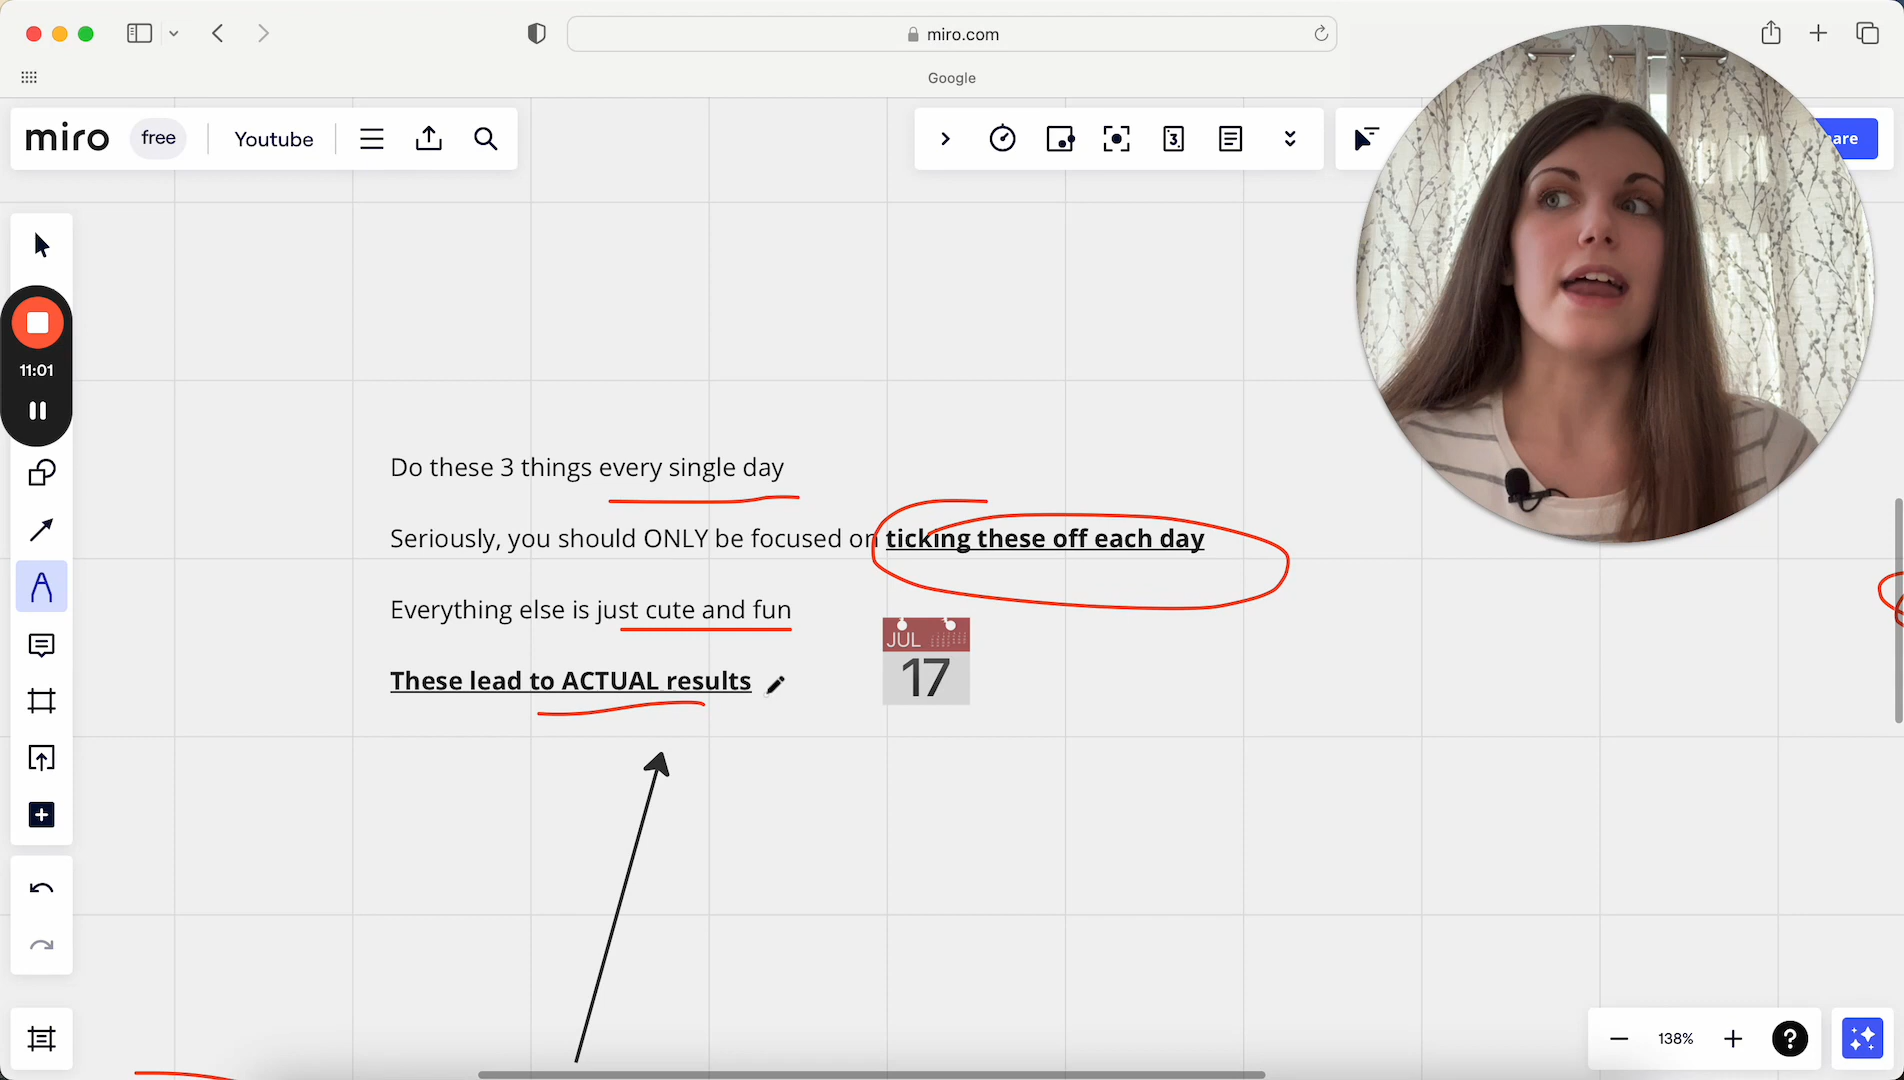 miro.com
Google
miro free Youtube
3
are
11:01
Do these 3 things every single day
Seriously, you should ONLY be focused on ticking these off each day
Everything else is just cute and fun
JUL
17
These lead to ACTUAL results
138%
?